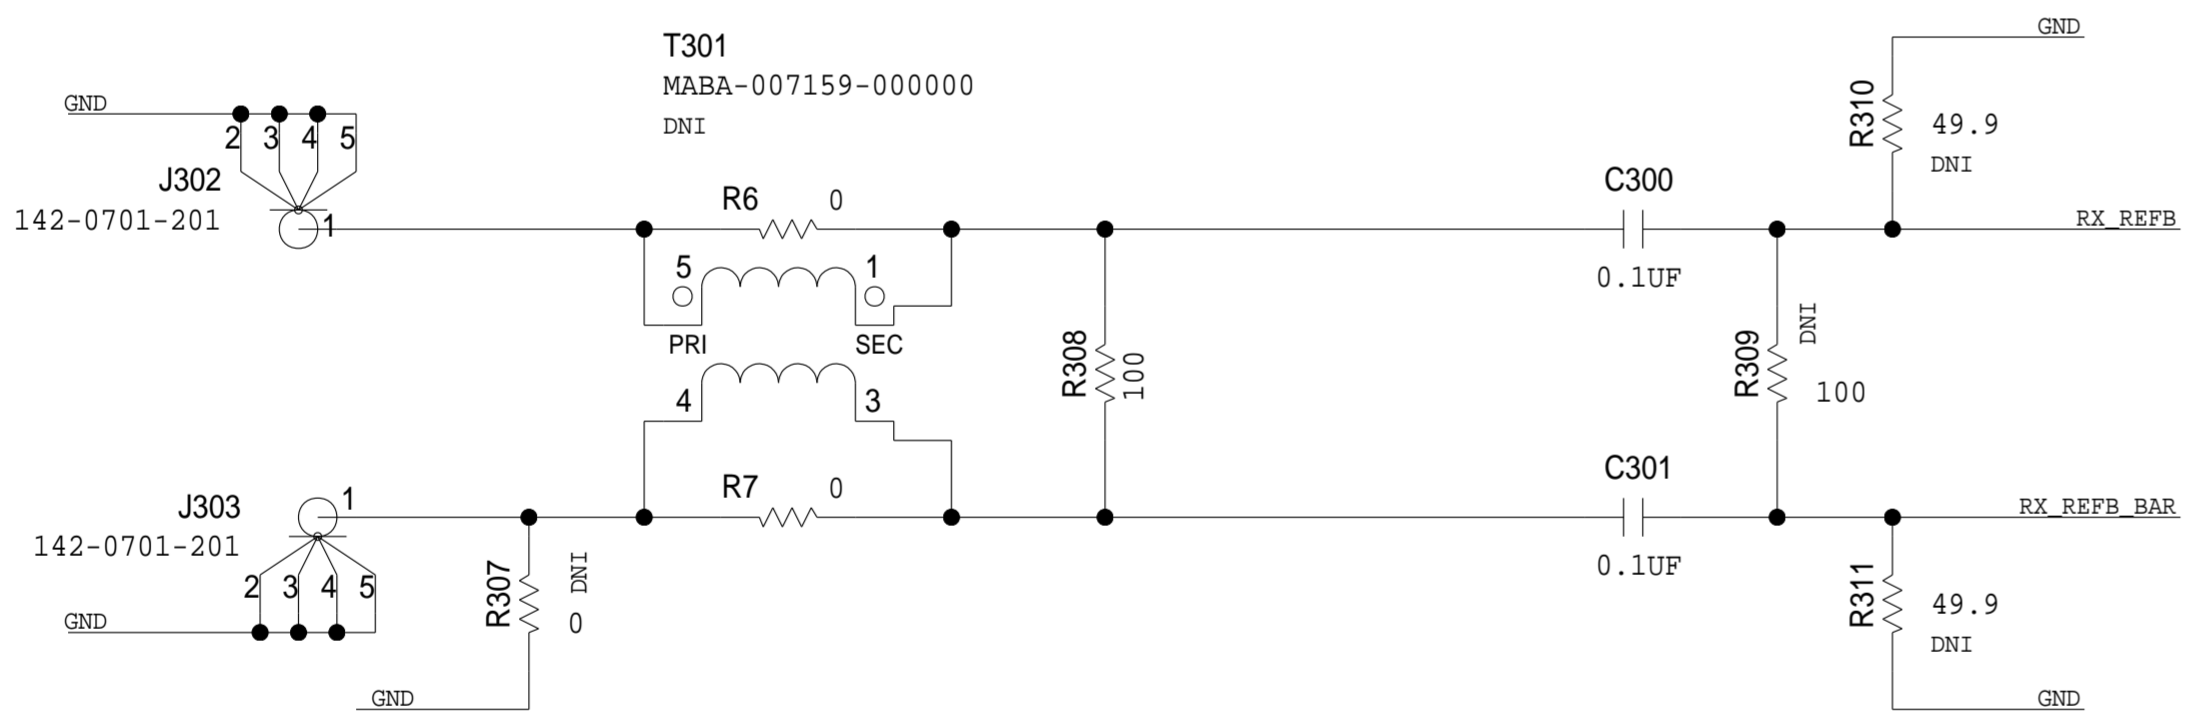 GND
T301
MABA-007159-000000
DNI
GND
2 3 4 5
J302
142-0701-201
1
R6 0
5 1
PRI SEC
4 3
R7 0
J303
142-0701-201
1
2 3 4 5
GND
R307
DNI
0
GND
R308
100
C300
0.1UF
C301
0.1UF
R310
49.9
DNI
RX_REFB
R309
DNI
100
RX_REFB_BAR
R311
49.9
DNI
GND